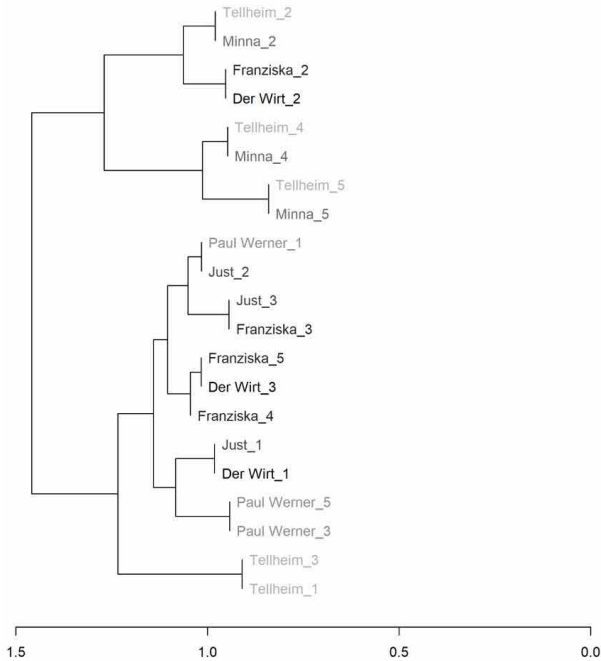 Tellheim_2
Minna_2
Franziska_2
Der Wirt_2
Tellheim_4
Minna_4
Tellheim_5
Minna_5
Paul Werner_1
Just_2
Just_3
Franziska_3
Franziska_5
Der Wirt_3
Franziska_4
Just_1
Der Wirt_1
Paul Werner_5
Paul Werner_3
Tellheim_3
Tellheim_1
1.5 1.0 0.5 0.0